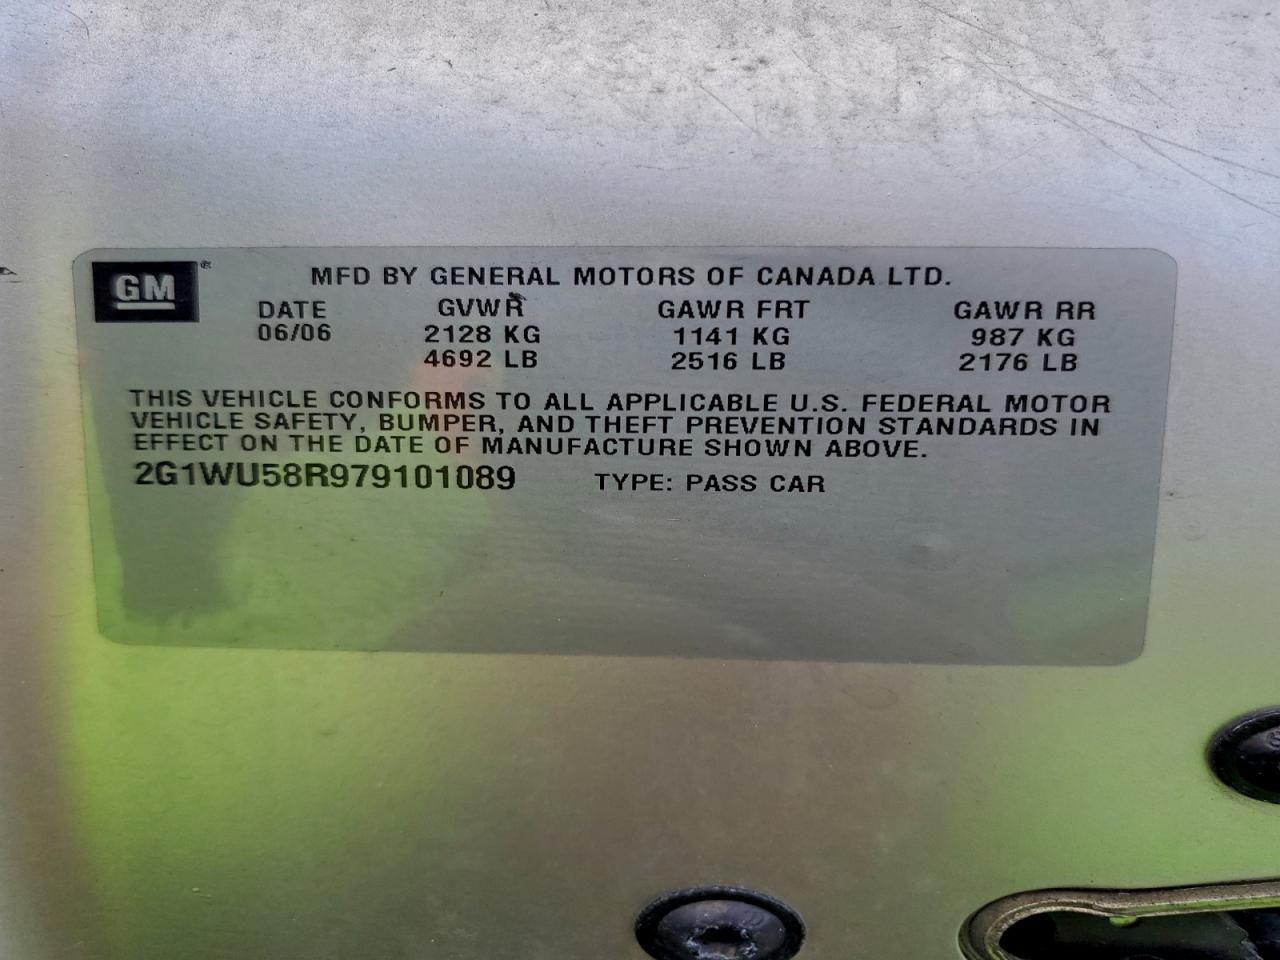 GM ®
MFD BY GENERAL MOTORS OF CANADA LTD.
DATE GVWR GAWR FRT GAWR RR
06/06 2128 KG 1141 KG 987 KG
4692 LB 2516 LB 2176 LB
THIS VEHICLE CONFORMS TO ALL APPLICABLE U.S. FEDERAL MOTOR
VEHICLE SAFETY, BUMPER, AND THEFT PREVENTION STANDARDS IN
EFFECT ON THE DATE OF MANUFACTURE SHOWN ABOVE.
2G1WU58R979101089 TYPE: PASS CAR